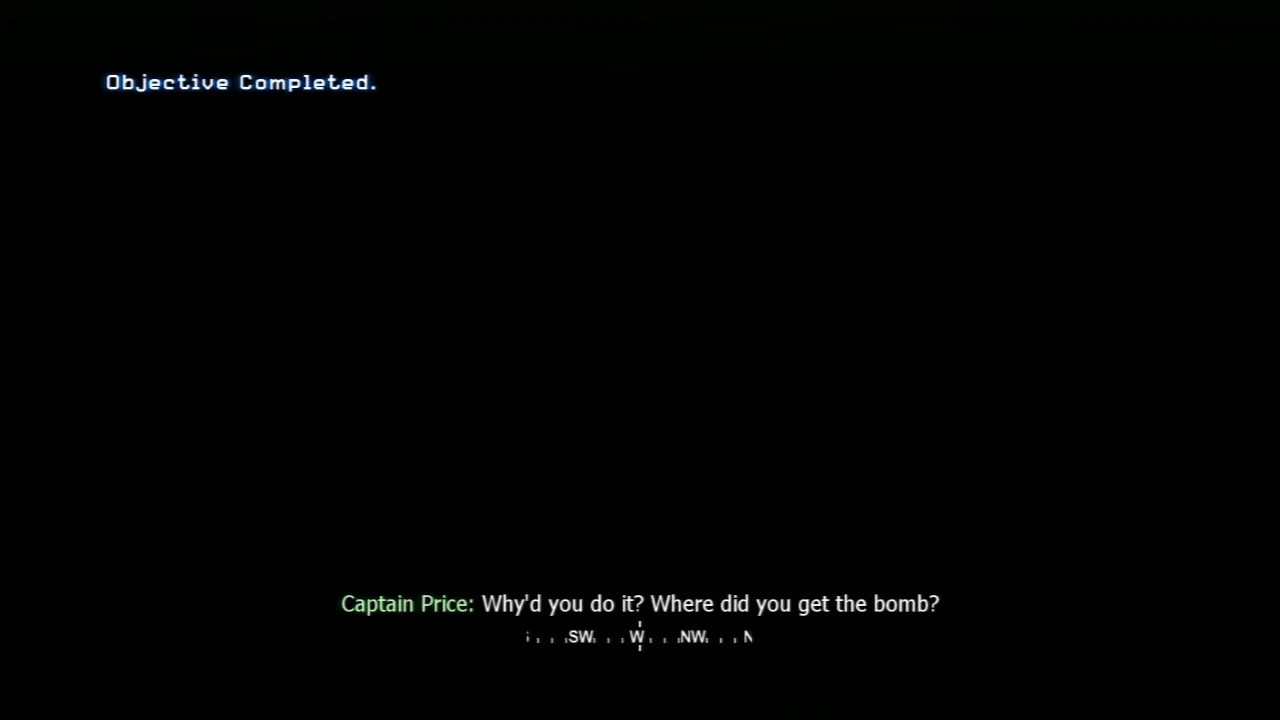 Objective Completed.
Captain Price: Why'd you do it? Where did you get the bomb?
SW W NW N